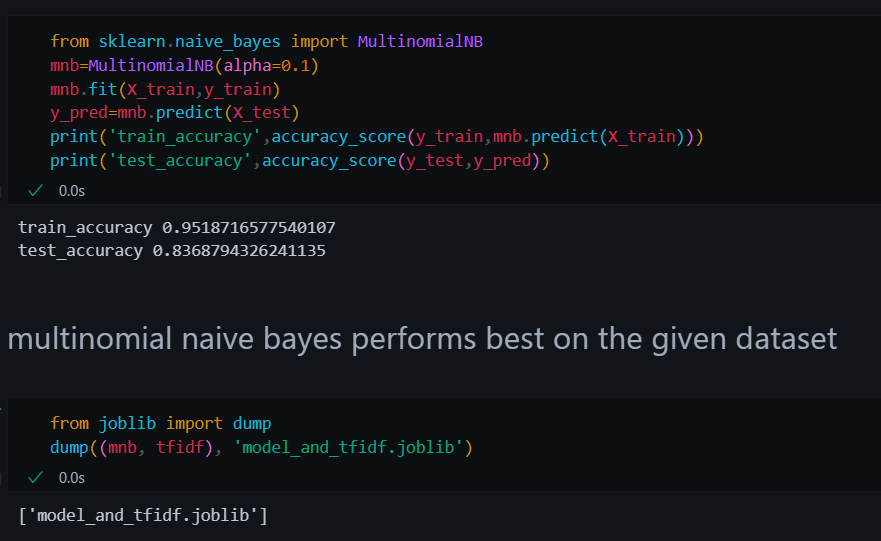 from sklearn.naive_bayes import MultinomialNB
mnb=MultinomialNB(alpha=0.1)
mnb.fit(X_train,y_train)
y_pred=mnb.predict(X_test)
print('train_accuracy',accuracy_score(y_train,mnb.predict(X_train)))
print('test_accuracy',accuracy_score(y_test,y_pred))
0.0s
train_accuracy 0.9518716577540107
test_accuracy 0.8368794326241135
multinomial naive bayes performs best on the given dataset
from joblib import dump
dump((mnb, tfidf), 'model_and_tfidf.joblib')
0.0s
['model_and_tfidf.joblib']